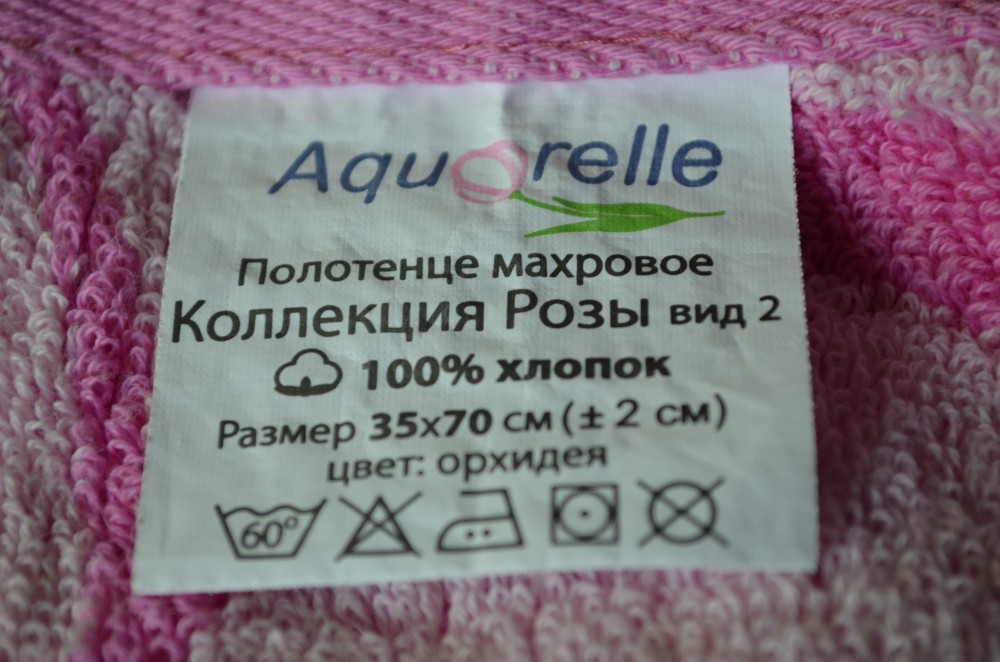 Aquarelle
Полотенце махровое
Коллекция Розы вид 2
100% хлопок
Размер 35x70 см (± 2 см)
цвет: орхидея
60°